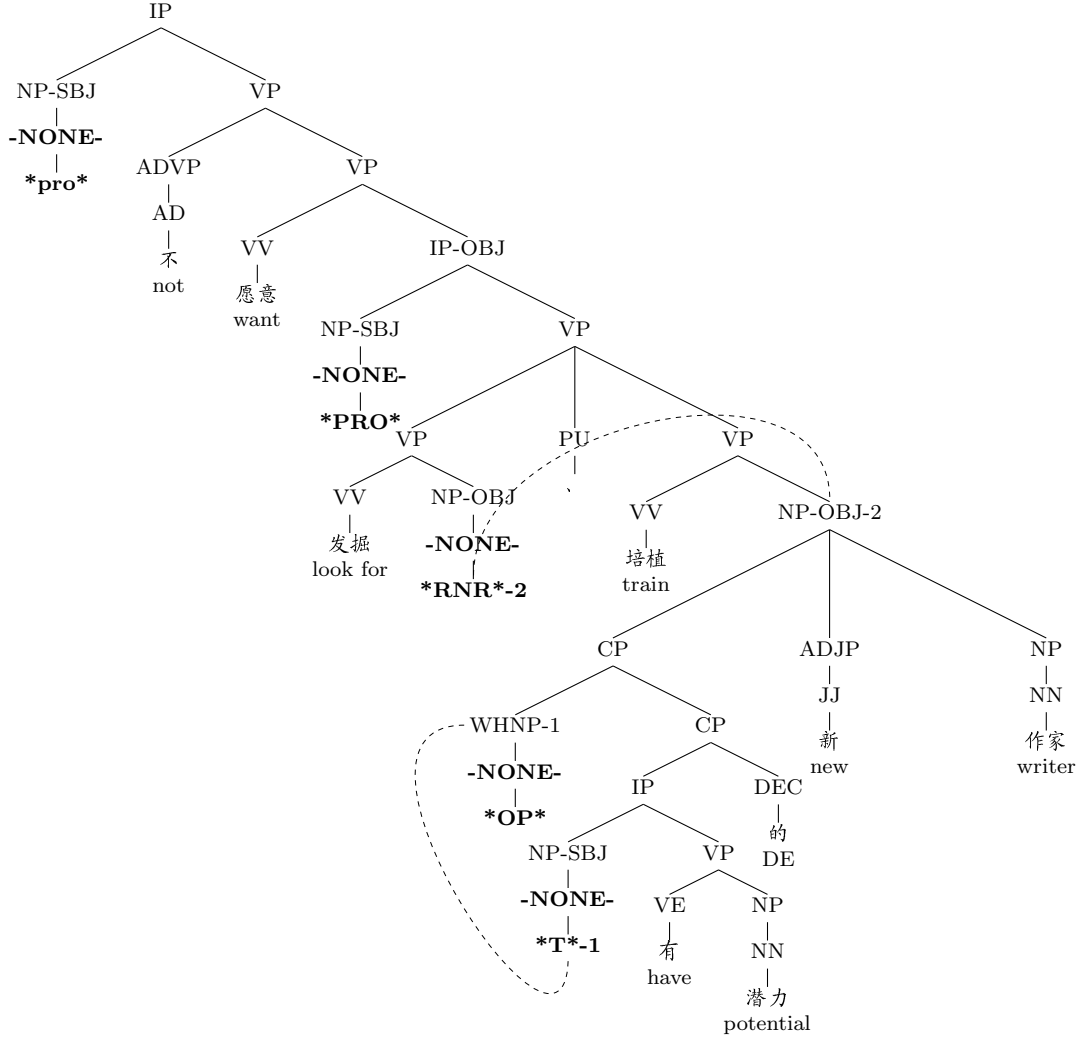 IP
NP-SBJ VP
-NONE-
ADVP VP
*pro*
AD
VV IP-OBJ
不
not
愿意
want
NP-SBJ VP
-NONE-
*PRO*
VP PU VP
VV NP-OBJ 、
VV NP-OBJ-2
发掘 -NONE-
培植
look for
train
*RNR*-2
CP ADJP NP
JJ NN
WHNP-1 CP
新 作家
new writer
-NONE-
IP DEC
*OP*
的
DE
NP-SBJ VP
-NONE- VE NP
*T*-1
有 NN
have
潜力
potential